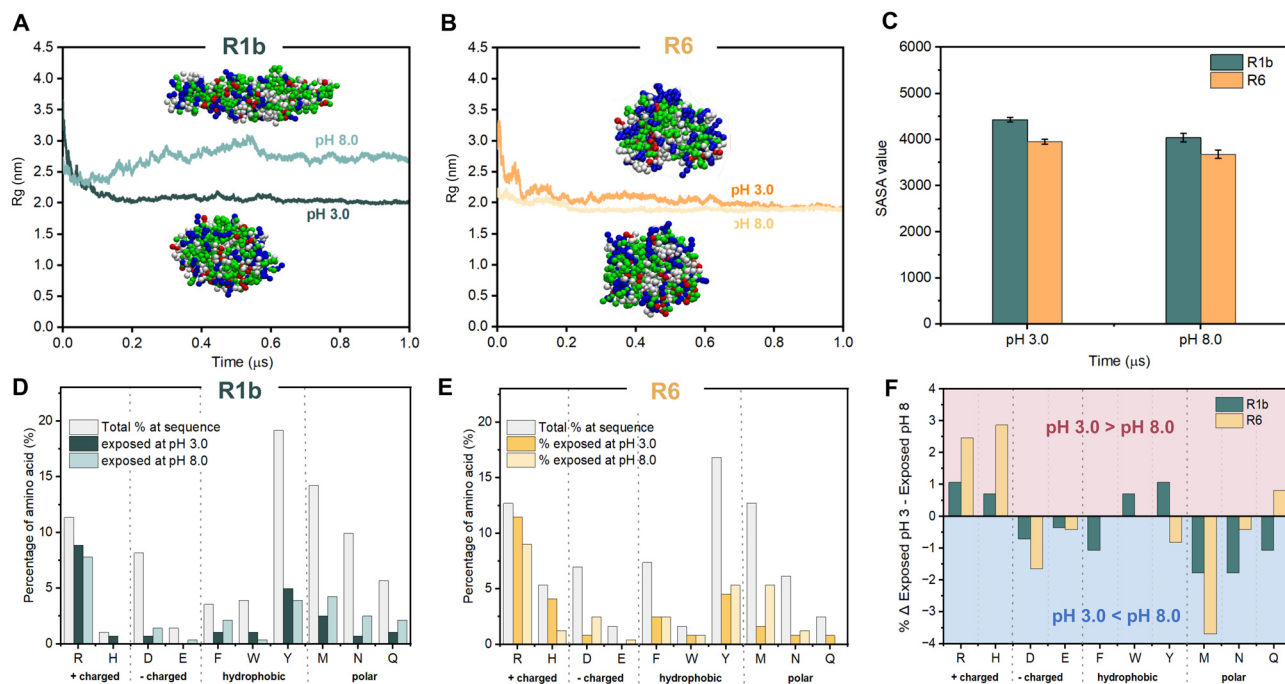 A
R1b
4.5
4.0
3.5
3.0
2.5
2.0
1.5
1.0
0.5
0.0
Rg (nm)
pH 8.0
pH 3.0
0.0 0.2 0.4 0.6 0.8 1.0
Time (μs)
B
R6
4.5
4.0
3.5
3.0
2.5
2.0
1.5
1.0
0.5
0.0
Rg (nm)
pH 3.0
pH 8.0
0.0 0.2 0.4 0.6 0.8 1.0
Time (μs)
C
6000
5000
4000
3000
2000
1000
0
SASA value
R1b
R6
pH 3.0 pH 8.0
Time (μs)
D
R1b
20
15
10
5
0
Percentage of amino acid (%)
Total % at sequence
exposed at pH 3.0
exposed at pH 8.0
R H D E F W Y M N Q
+ charged - charged hydrophobic polar
E
R6
20
15
10
5
0
Percentage of amino acid (%)
Total % at sequence
% exposed at pH 3.0
% exposed at pH 8.0
R H D E F W Y M N Q
+ charged - charged hydrophobic polar
F
4
3
2
1
0
-1
-2
-3
-4
% Δ Exposed pH 3 - Exposed pH 8
R1b
R6
pH 3.0 > pH 8.0
pH 3.0 < pH 8.0
R H D E F W Y M N Q
+ charged - charged hydrophobic polar